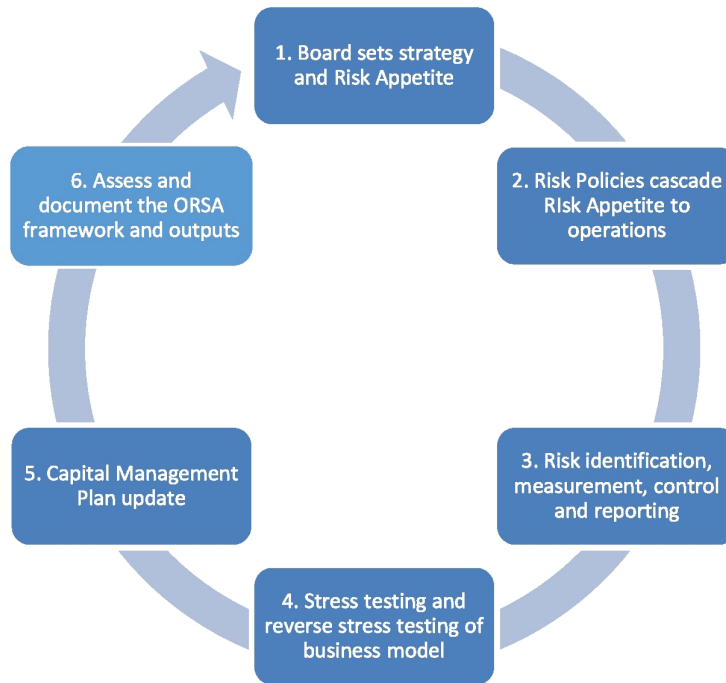 1. Board sets strategy
and Risk Appetite
2. Risk Policies cascade
RIsk Appetite to
operations
3. Risk identification,
measurement, control
and reporting
4. Stress testing and
reverse stress testing of
business model
5. Capital Management
Plan update
6. Assess and
document the ORSA
framework and outputs